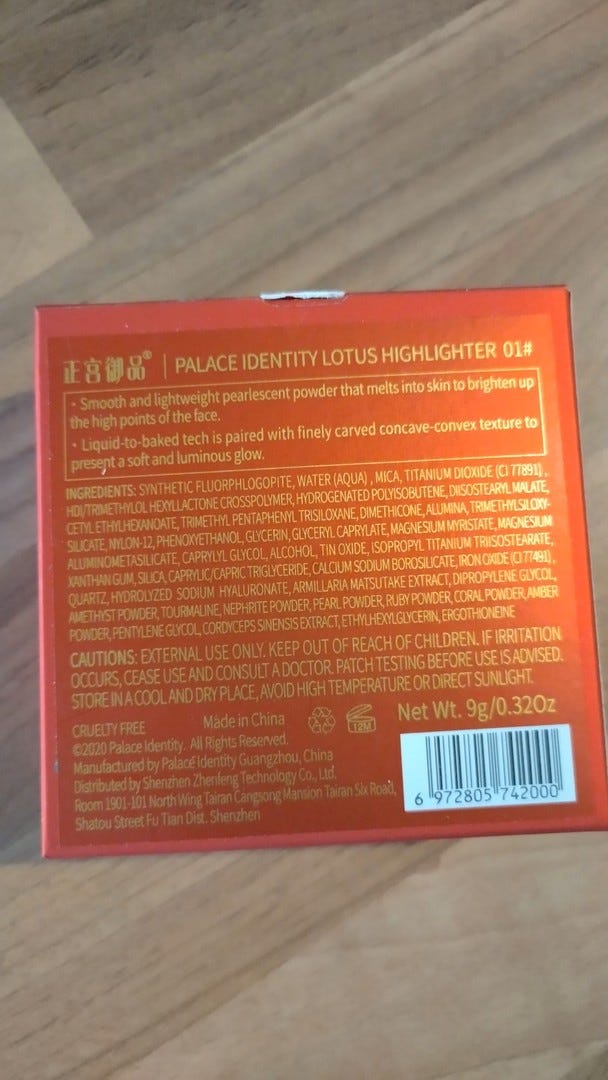 正宫御品® | PALACE IDENTITY LOTUS HIGHLIGHTER 01#
· Smooth and lightweight pearlescent powder that melts into skin to brighten up
the high points of the face.
· Liquid-to-baked tech is paired with finely carved concave-convex texture to
present a soft and luminous glow.
INGREDIENTS: SYNTHETIC FLUORPHLOGOPITE, WATER (AQUA) , MICA, TITANIUM DIOXIDE (CI 77891) ,
HDI/TRIMETHYLOL HEXYLLACTONE CROSSPOLYMER, HYDROGENATED POLYISOBUTENE, DIISOSTEARYL MALATE,
CETYL ETHYLHEXANOATE, TRIMETHYL PENTAPHENYL TRISILOXANE, DIMETHICONE, ALUMINA, TRIMETHYLSILOXY-
SILICATE, NYLON-12, PHENOXYETHANOL, GLYCERIN, GLYCERYL CAPRYLATE, MAGNESIUM MYRISTATE, MAGNESIUM
ALUMINOMETASILICATE, CAPRYLYL GLYCOL, ALCOHOL, TIN OXIDE, ISOPROPYL TITANIUM TRIISOSTEARATE,
XANTHAN GUM, SILICA, CAPRYLIC/CAPRIC TRIGLYCERIDE, CALCIUM SODIUM BOROSILICATE, IRON OXIDE (CI 77491) ,
QUARTZ, HYDROLYZED SODIUM HYALURONATE, ARMILLARIA MATSUTAKE EXTRACT, DIPROPYLENE GLYCOL,
AMETHYST POWDER, TOURMALINE, NEPHRITE POWDER, PEARL POWDER, RUBY POWDER, CORAL POWDER, AMBER
POWDER, PENTYLENE GLYCOL, CORDYCEPS SINENSIS EXTRACT, ETHYLHEXYLGLYCERIN, ERGOTHIONEINE
CAUTIONS: EXTERNAL USE ONLY. KEEP OUT OF REACH OF CHILDREN. IF IRRITATION
OCCURS, CEASE USE AND CONSULT A DOCTOR. PATCH TESTING BEFORE USE IS ADVISED.
STORE IN A COOL AND DRY PLACE, AVOID HIGH TEMPERATURE OR DIRECT SUNLIGHT.
CRUELTY FREE Made in China 12M Net Wt. 9g/0.32Oz
©2020 Palace Identity. All Rights Reserved.
Manufactured by Palace Identity Guangzhou, China
Distributed by Shenzhen Zhenfeng Technology Co., Ltd.
Room 1901-101 North Wing Tairan Cangsong Mansion Tairan Six Road,
Shatou Street Fu Tian Dist. Shenzhen
6 972805 742000